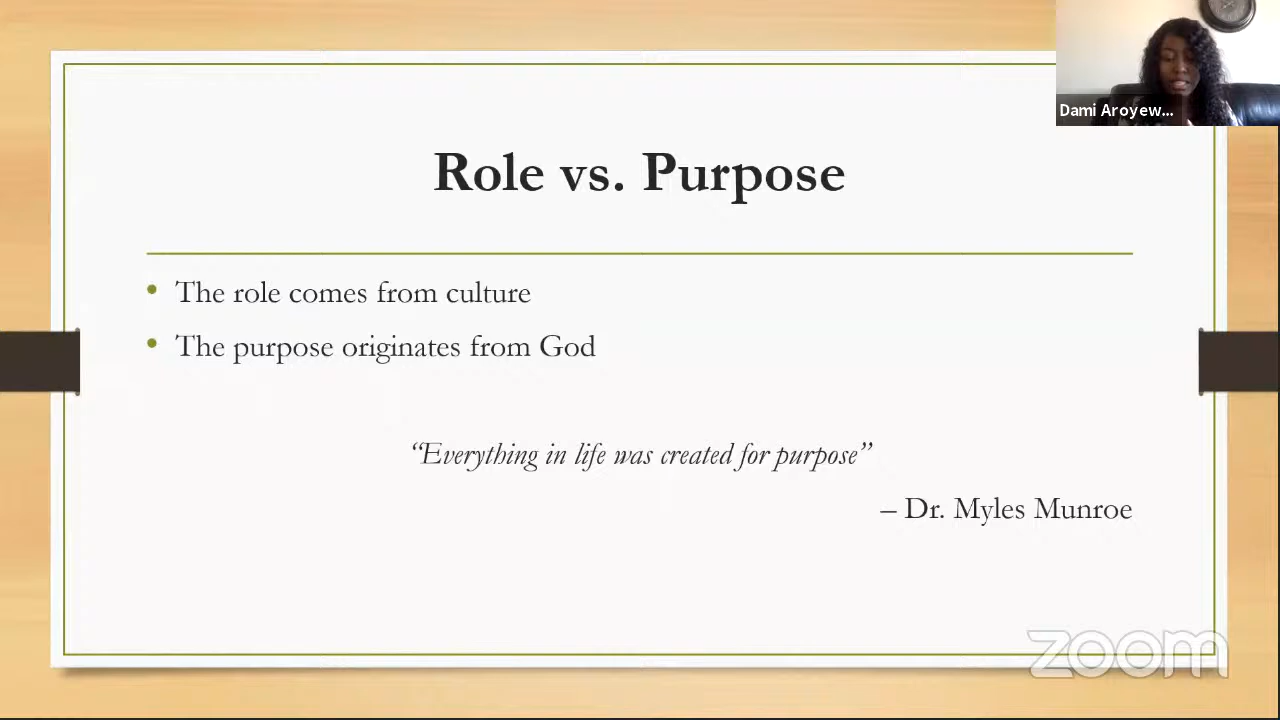 Dami Aroyew...
Role vs. Purpose
• The role comes from culture
• The purpose originates from God
“Everything in life was created for purpose”
– Dr. Myles Munroe
zoom